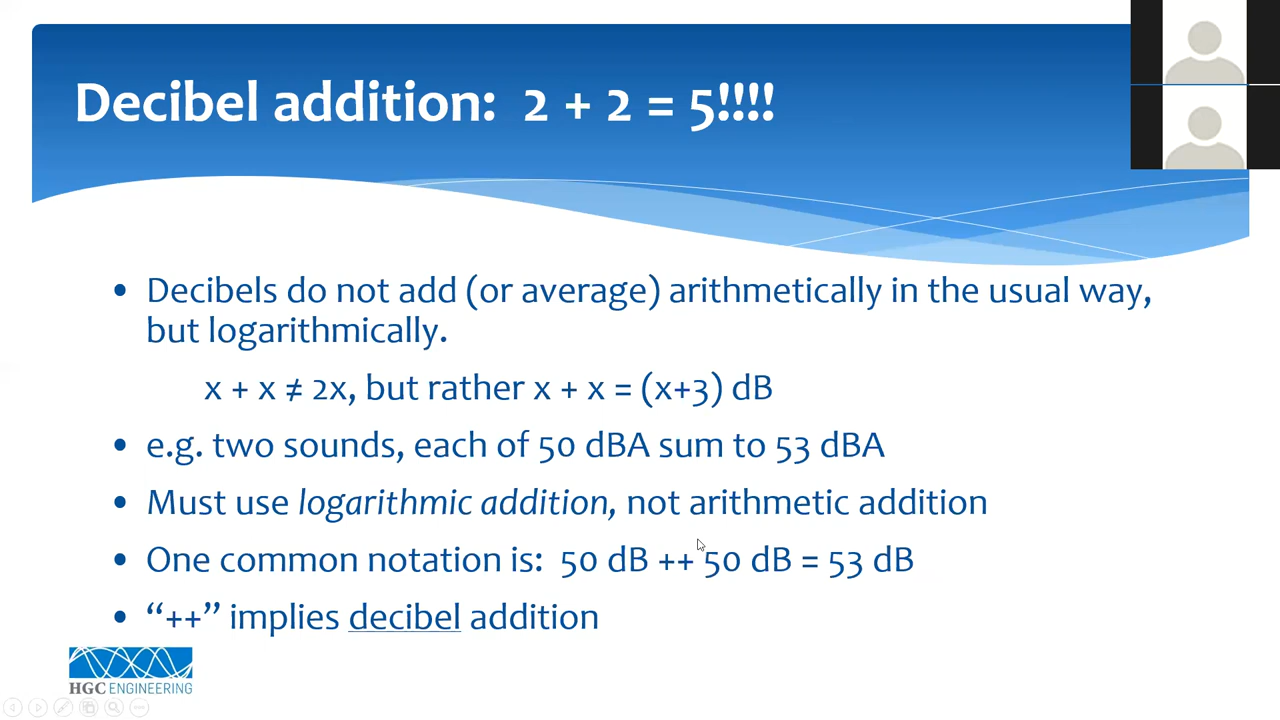 Decibel addition:  2 + 2 = 5!!!!
• Decibels do not add (or average) arithmetically in the usual way,
but logarithmically.
x + x ≠ 2x, but rather x + x = (x+3) dB
• e.g. two sounds, each of 50 dBA sum to 53 dBA
• Must use logarithmic addition, not arithmetic addition
• One common notation is:  50 dB ++ 50 dB = 53 dB
• “++” implies decibel addition
HGC ENGINEERING